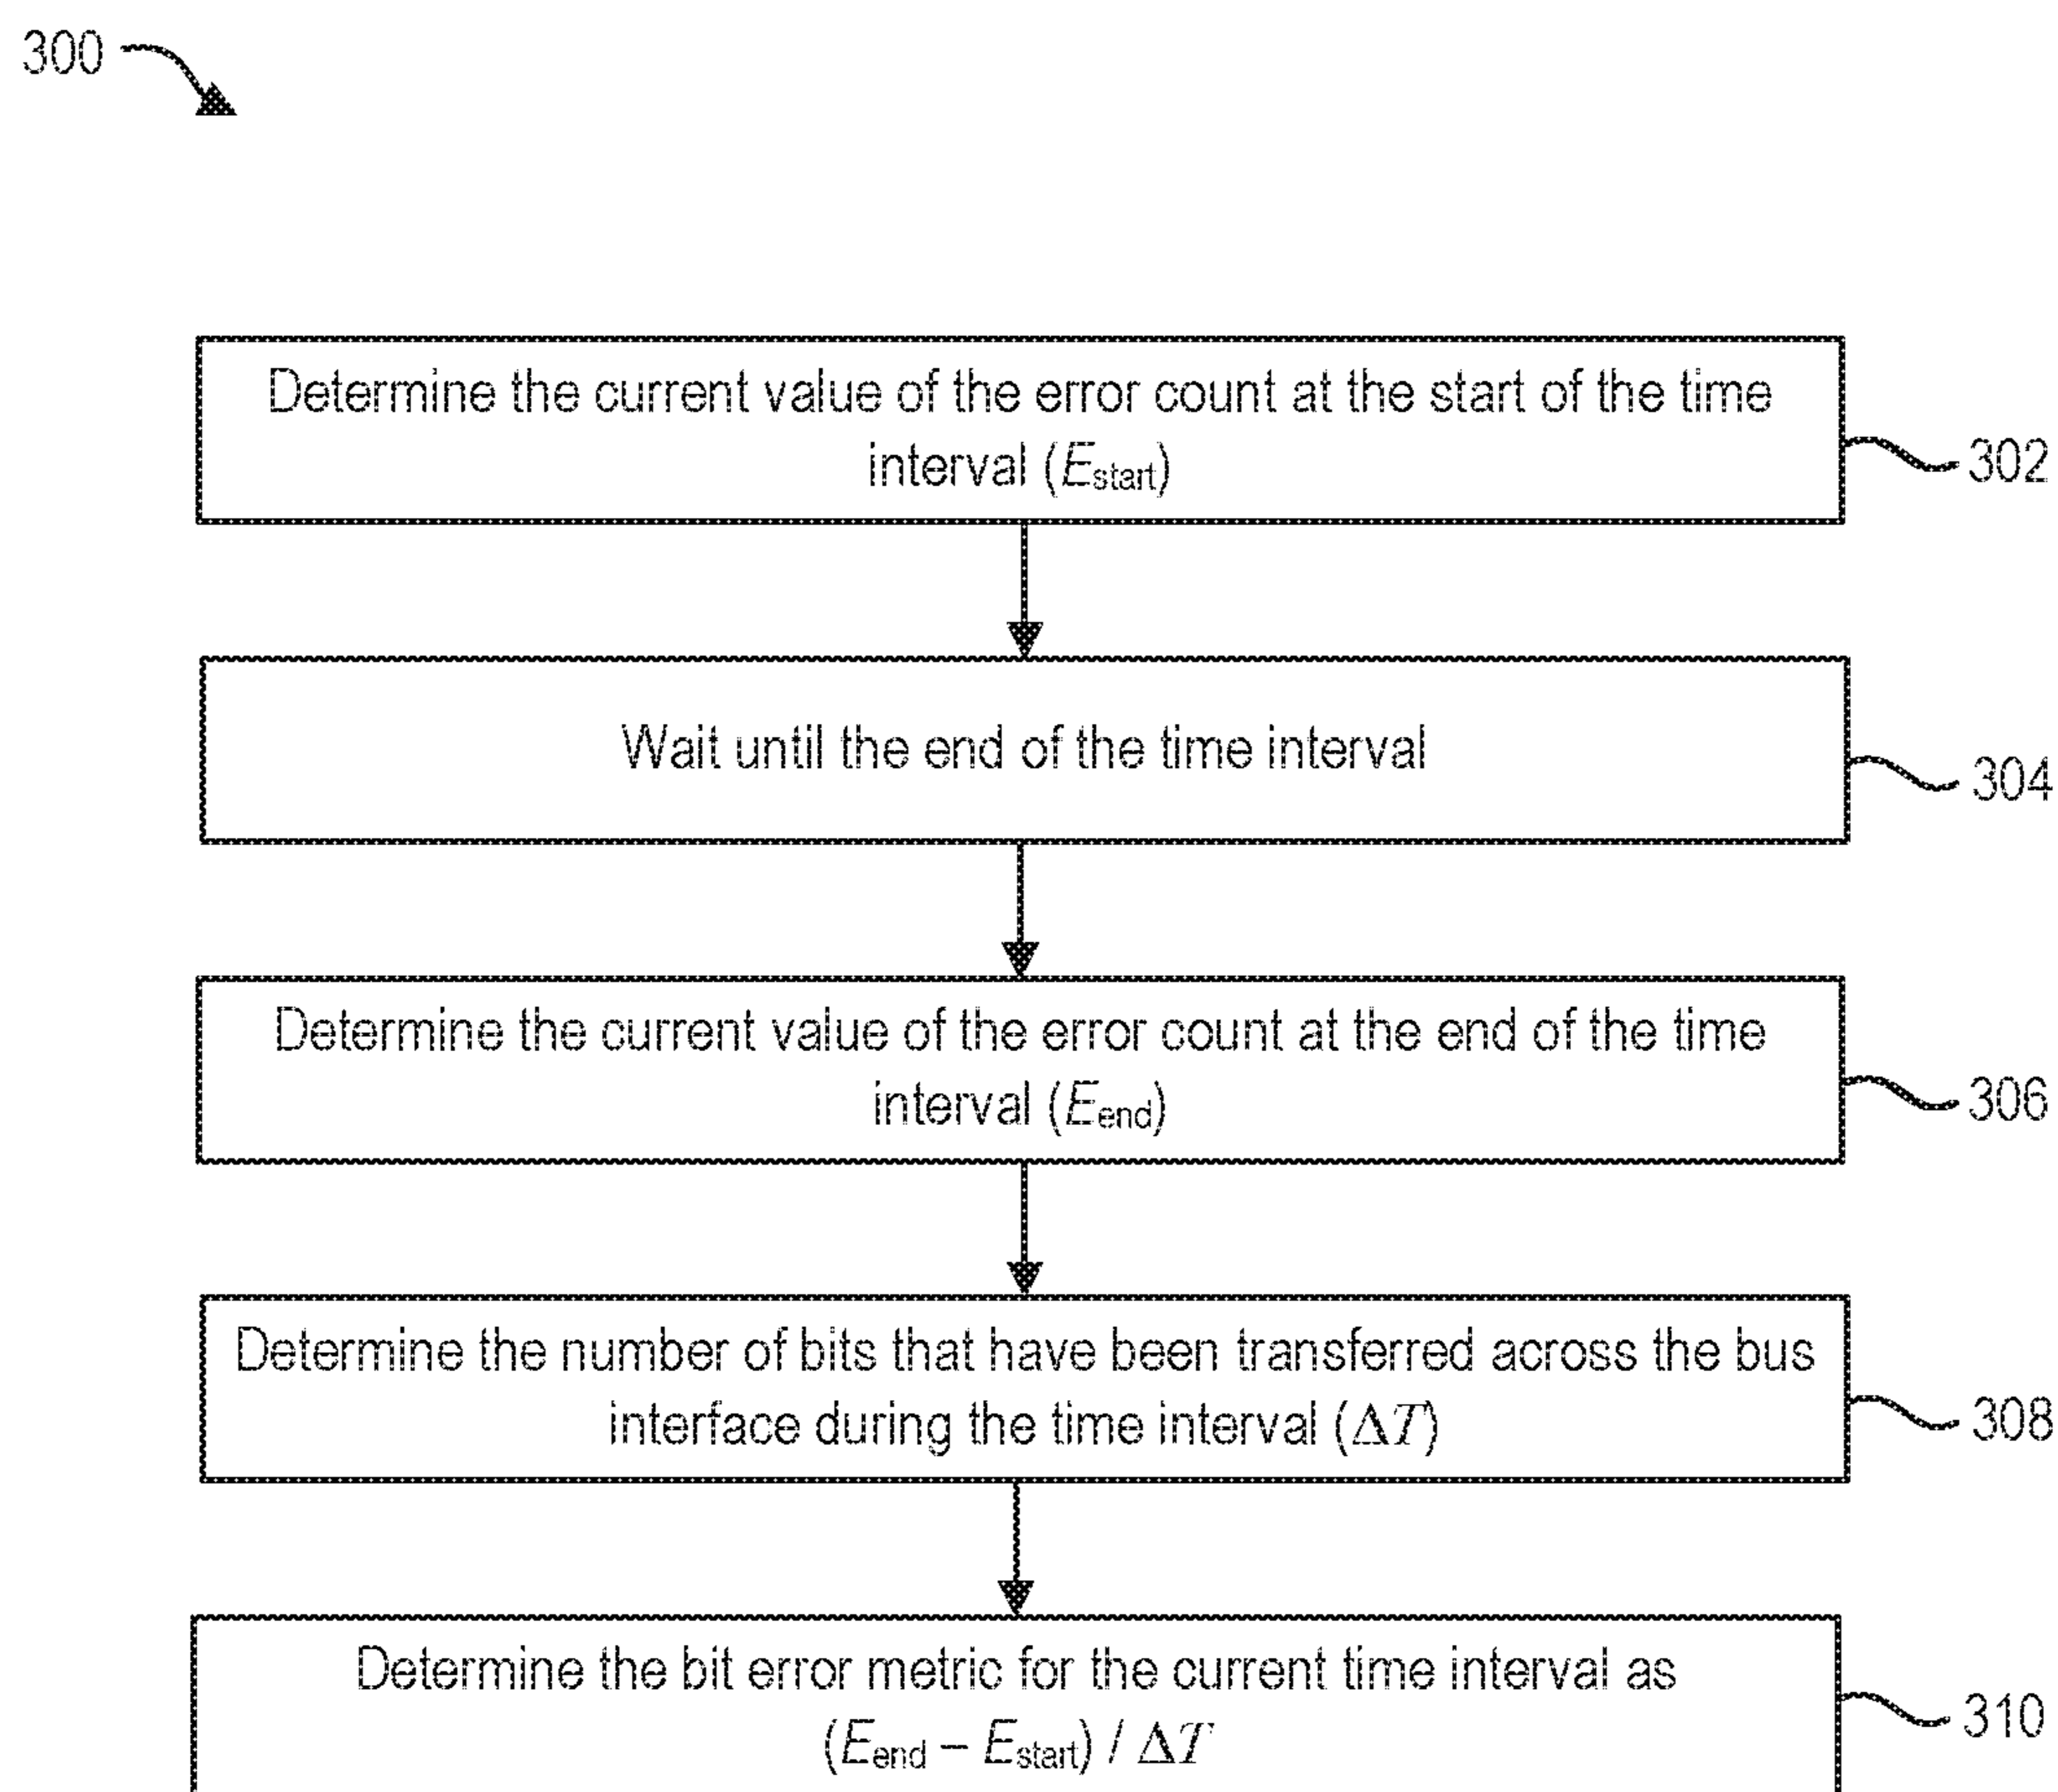 300
Determine the current value of the error count at the start of the time
interval (Estart)
302
Wait until the end of the time interval
304
Determine the current value of the error count at the end of the time
interval (Eend)
306
Determine the number of bits that have been transferred across the bus
interface during the time interval (ΔT)
308
Determine the bit error metric for the current time interval as
(Eend – Estart) / ΔT
310